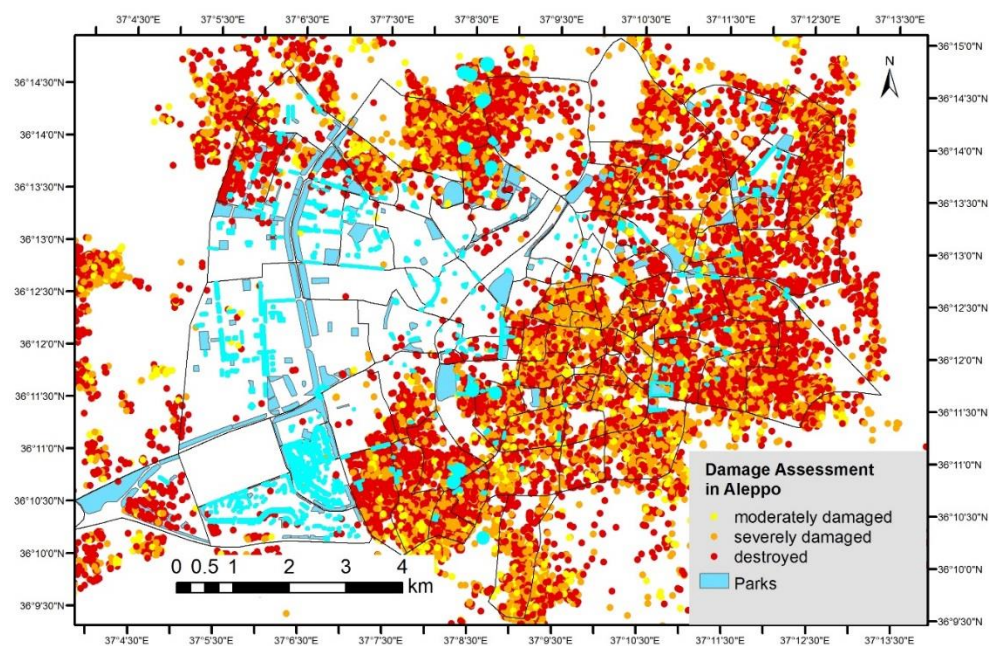 37°4'30"E 37°5'30"E 37°6'30"E 37°7'30"E 37°8'30"E 37°9'30"E 37°10'30"E 37°11'30"E 37°12'30"E 37°13'30"E
36°15'0"N
N
36°14'30"N
36°14'30"N
36°14'0"N
36°14'0"N
36°13'30"N
36°13'30"N
36°13'0"N
36°13'0"N
36°12'30"N
36°12'30"N
36°12'0"N
36°12'0"N
36°11'30"N
36°11'30"N
36°11'0"N
36°11'0"N
Damage Assessment
in Aleppo
36°10'30"N
36°10'30"N
moderately damaged
severely damaged
destroyed
Parks
36°10'0"N
36°10'0"N
0 0.5 1 2 3 4
km
36°9'30"N
36°9'30"N
37°4'30"E 37°5'30"E 37°6'30"E 37°7'30"E 37°8'30"E 37°9'30"E 37°10'30"E 37°11'30"E 37°12'30"E 37°13'30"E